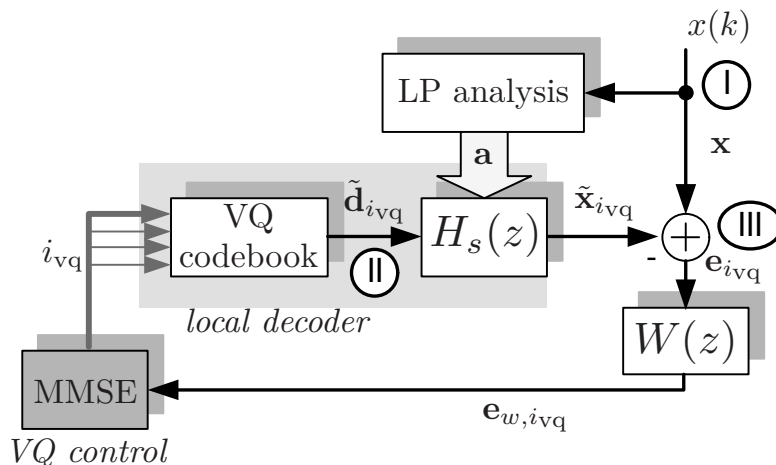 x(k)
I
LP analysis
a
x
VQ
codebook
d̃_{i_vq}
II
H_s(z)
x̃_{i_vq}
+
-
III
e_{i_vq}
i_vq
local decoder
W(z)
MMSE
e_{w,i_vq}
VQ control